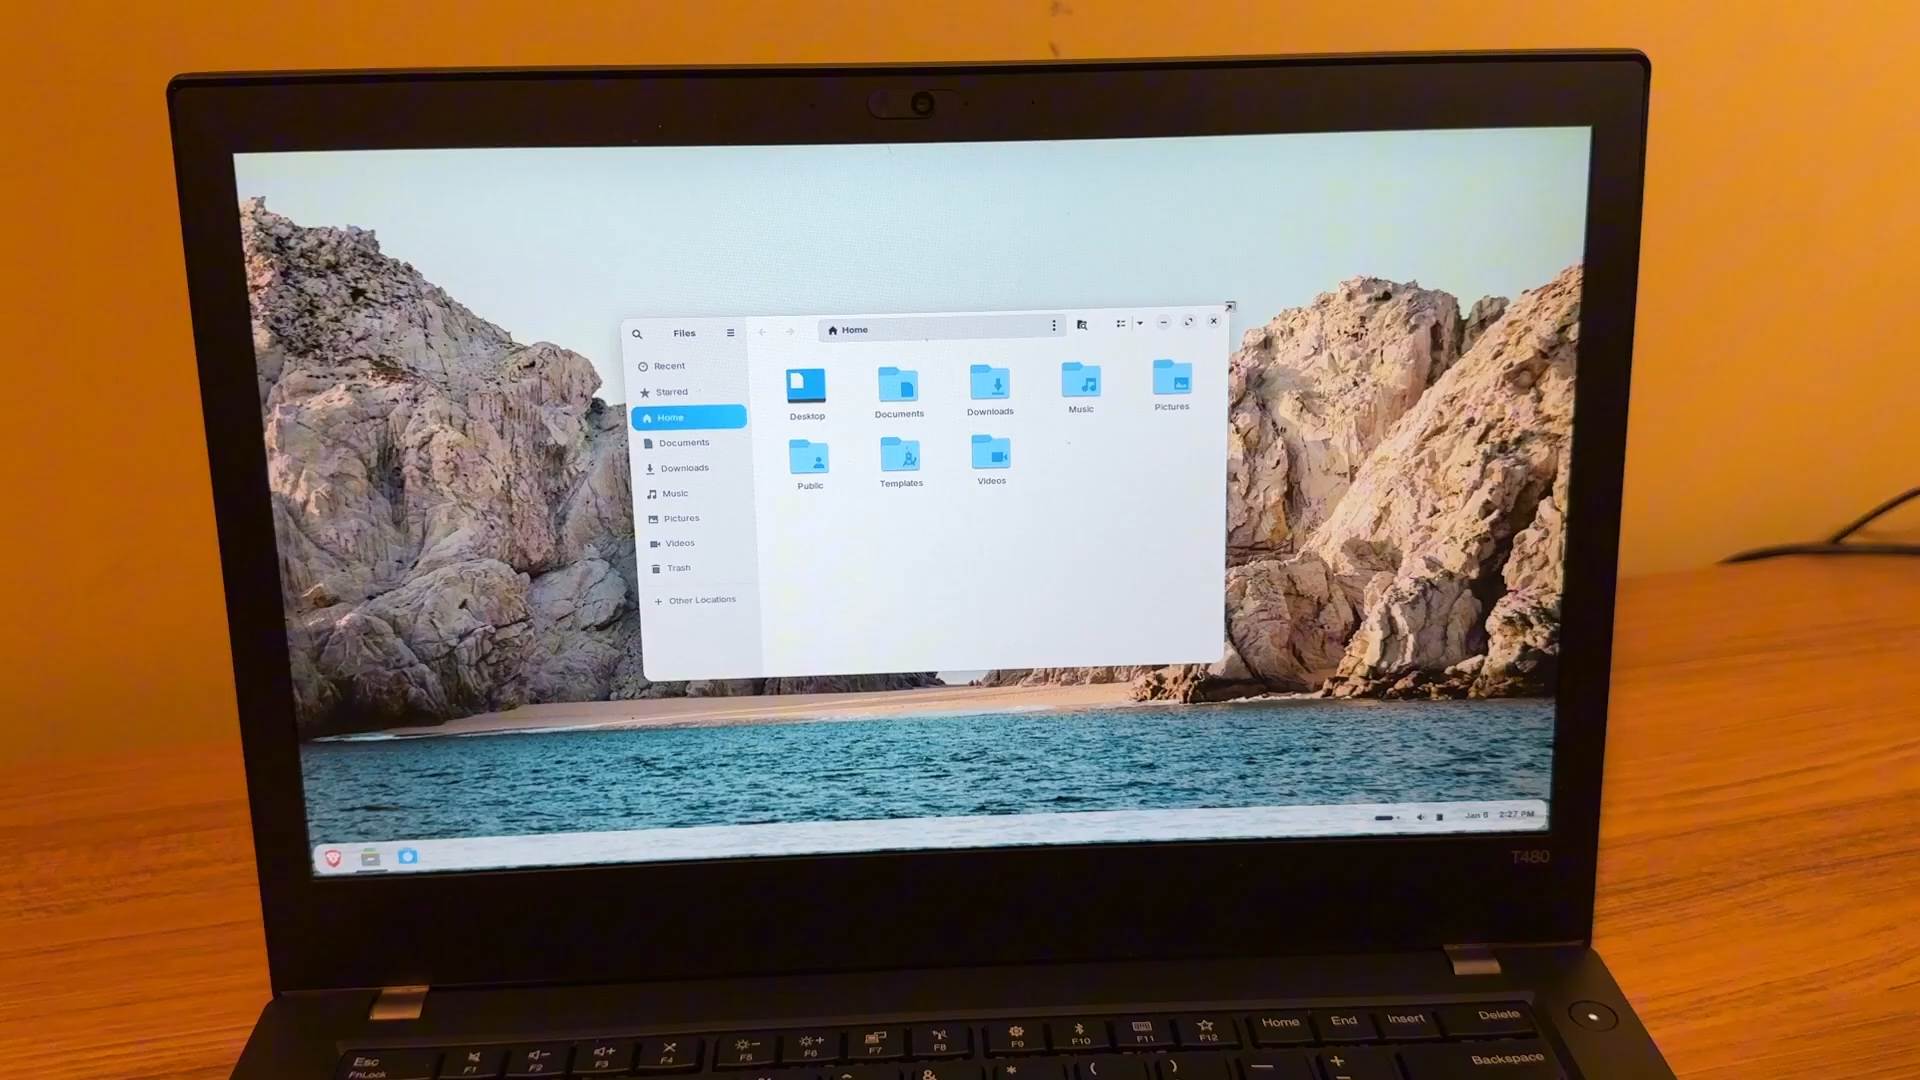 Files
Home
Recent
Starred
Home
Documents
Downloads
Music
Pictures
Videos
Trash
Other Locations
Desktop
Documents
Downloads
Music
Pictures
Public
Templates
Videos
2:27 PM
T480
Esc
FnLock
F1
F2
F3
F4
F5
F6
F7
F8
F9
F10
F11
F12
Home
End
Insert
Delete
&
*
(
)
+
Backspace